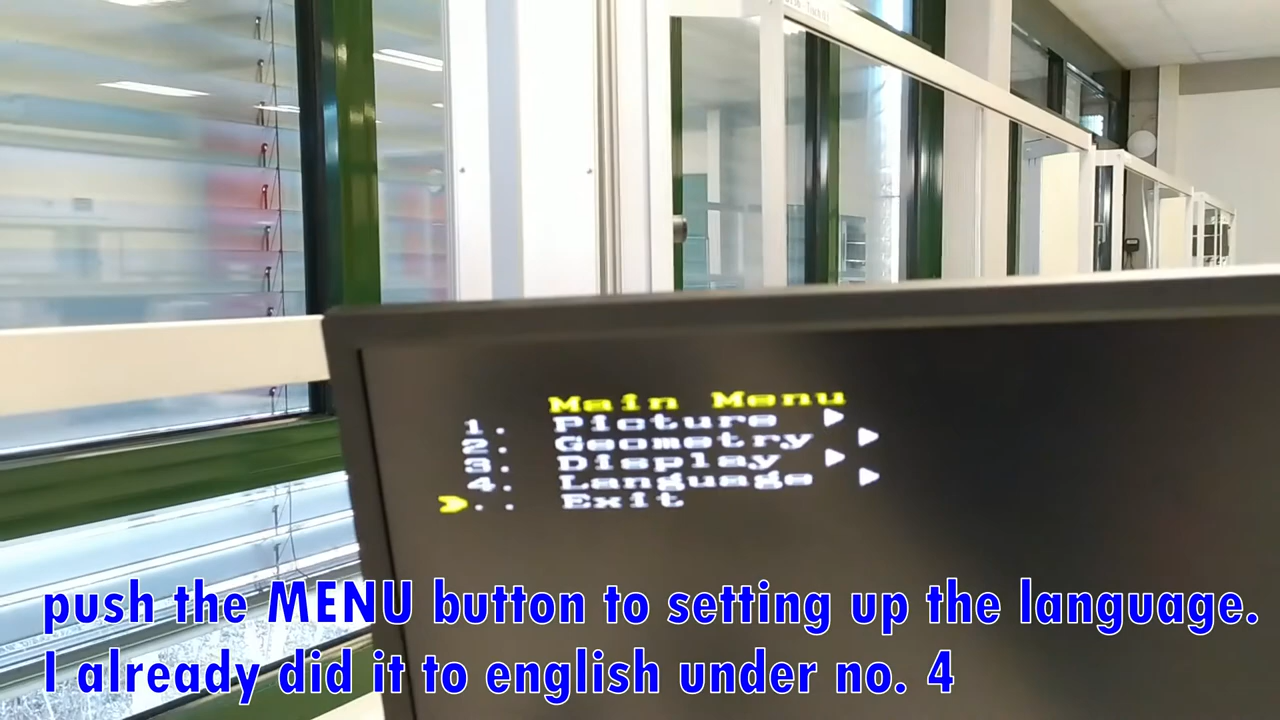 Main Menu
1. Picture ▶
2. Geometry ▶
3. Display ▶
4. Language ▶
.. Exit
push the MENU button to setting up the language.
I already did it to english under no. 4